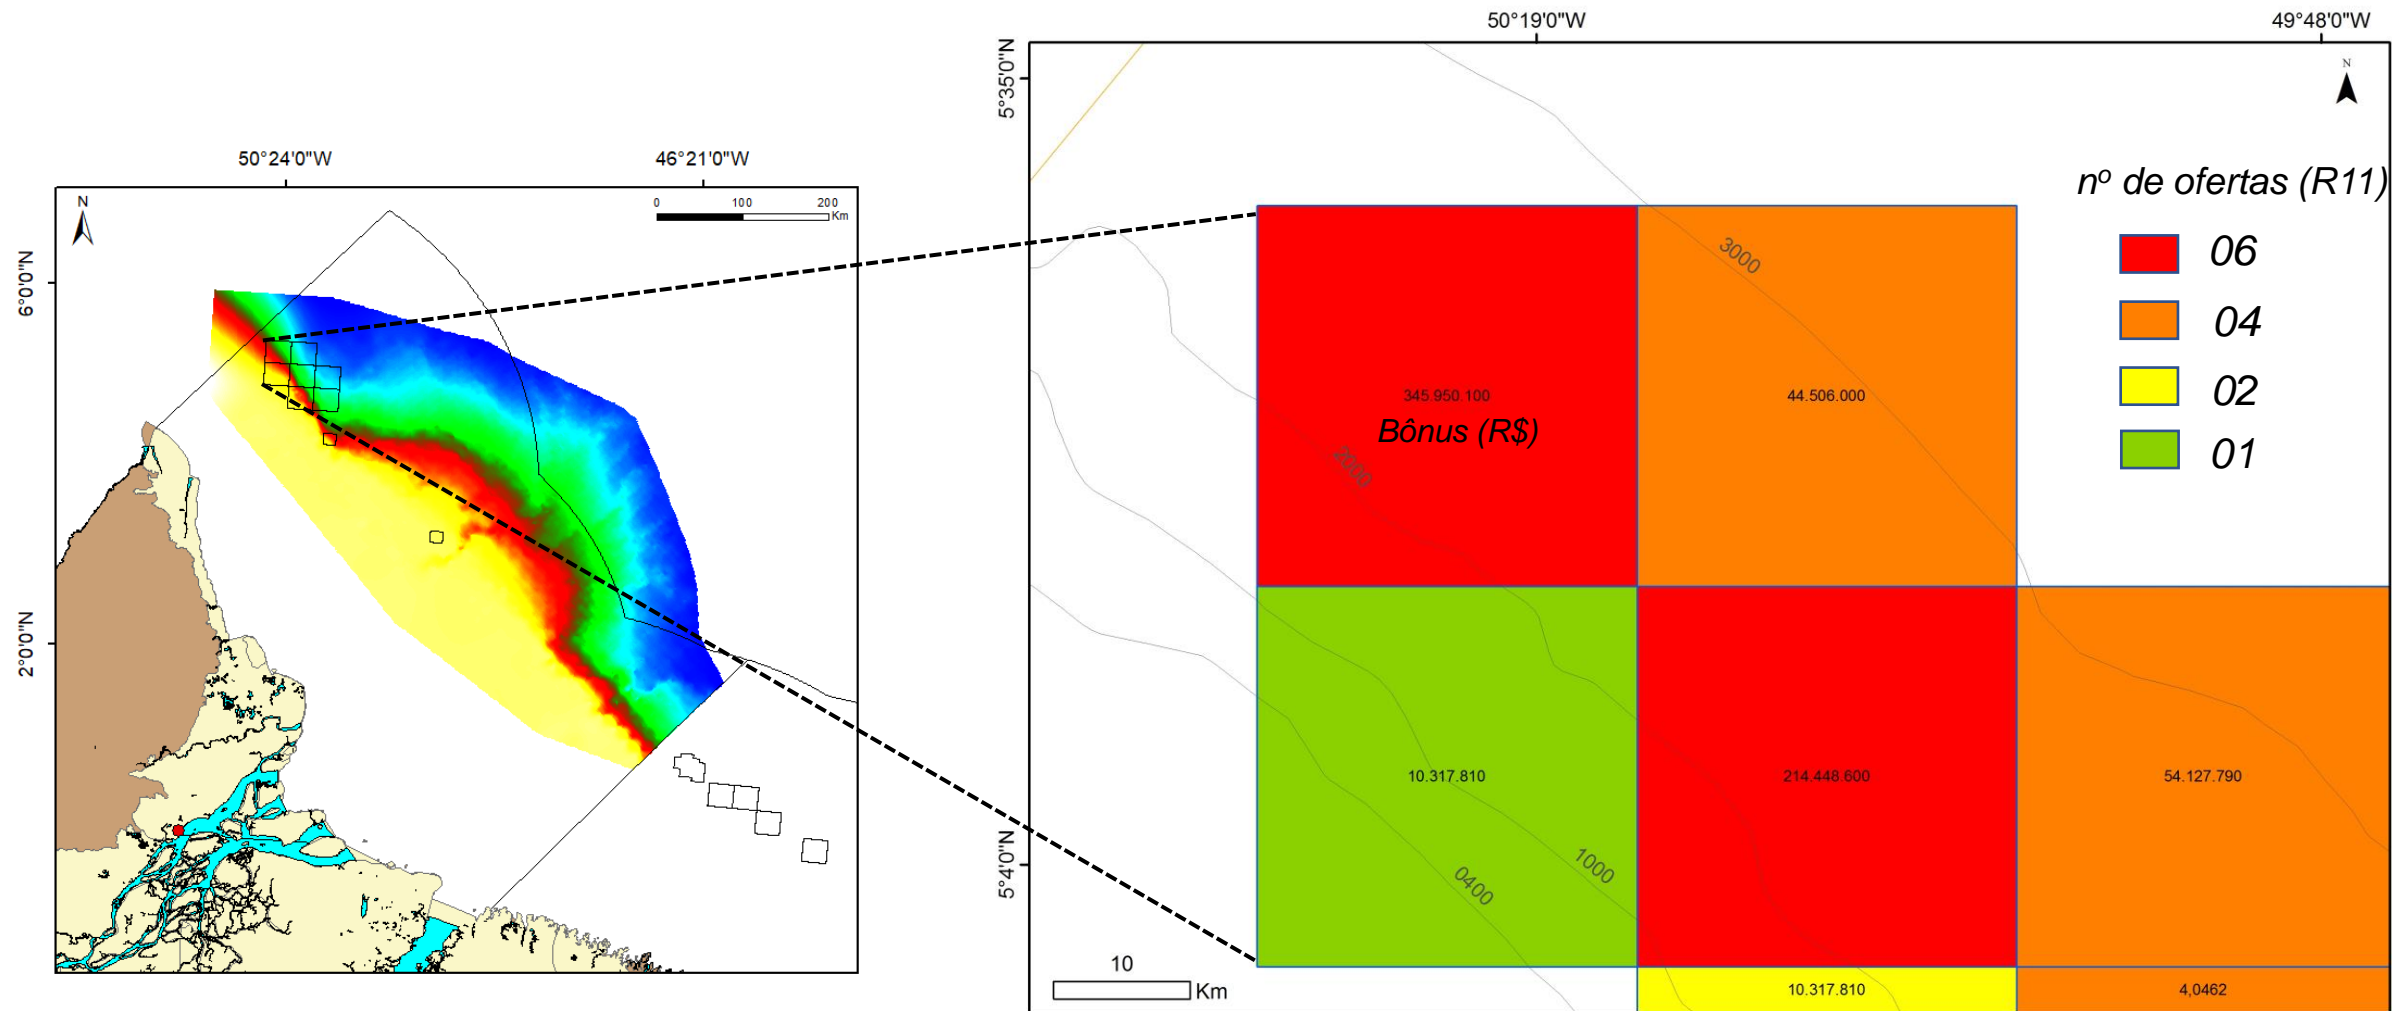 50°24'0"W
46°21'0"W
N
0 100 200
Km
6°0'0"N
2°0'0"N
50°19'0"W
49°48'0"W
5°35'0"N
5°4'0"N
N
nº de ofertas (R11)
06
04
02
01
3000
345.950.100
Bônus (R$)
44.506.000
2000
10.317.810
214.448.600
54.127.790
1000
0400
10
Km
10.317.810
4,0462